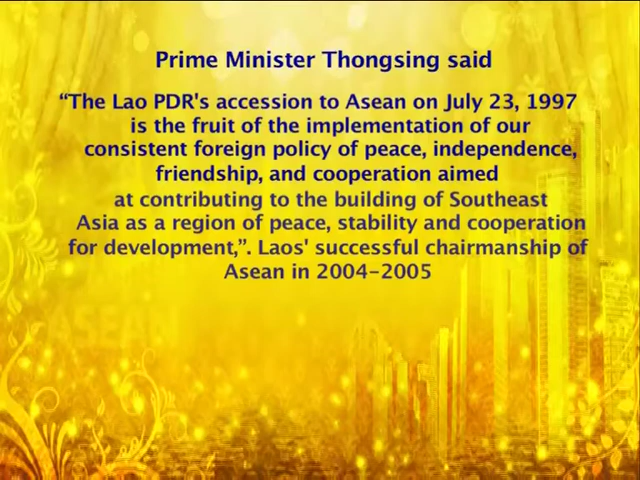 Prime Minister Thongsing said
“The Lao PDR's accession to Asean on July 23, 1997
is the fruit of the implementation of our
consistent foreign policy of peace, independence,
friendship, and cooperation aimed
at contributing to the building of Southeast
Asia as a region of peace, stability and cooperation
for development,”. Laos' successful chairmanship of
Asean in 2004-2005
ASEAN